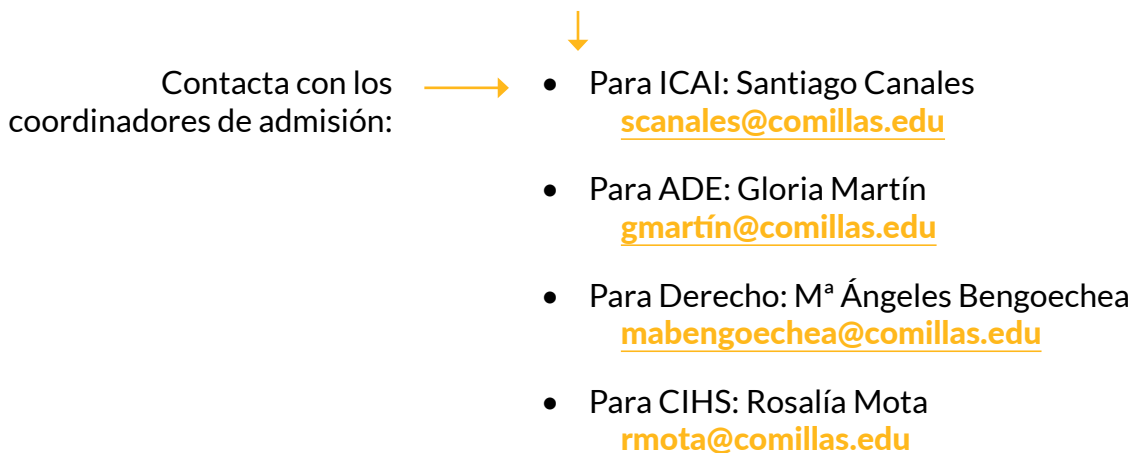 Contacta con los
coordinadores de admisión:
• Para ICAI: Santiago Canales
scanales@comillas.edu
• Para ADE: Gloria Martín
gmartín@comillas.edu
• Para Derecho: Mª Ángeles Bengoechea
mabengoechea@comillas.edu
• Para CIHS: Rosalía Mota
rmota@comillas.edu